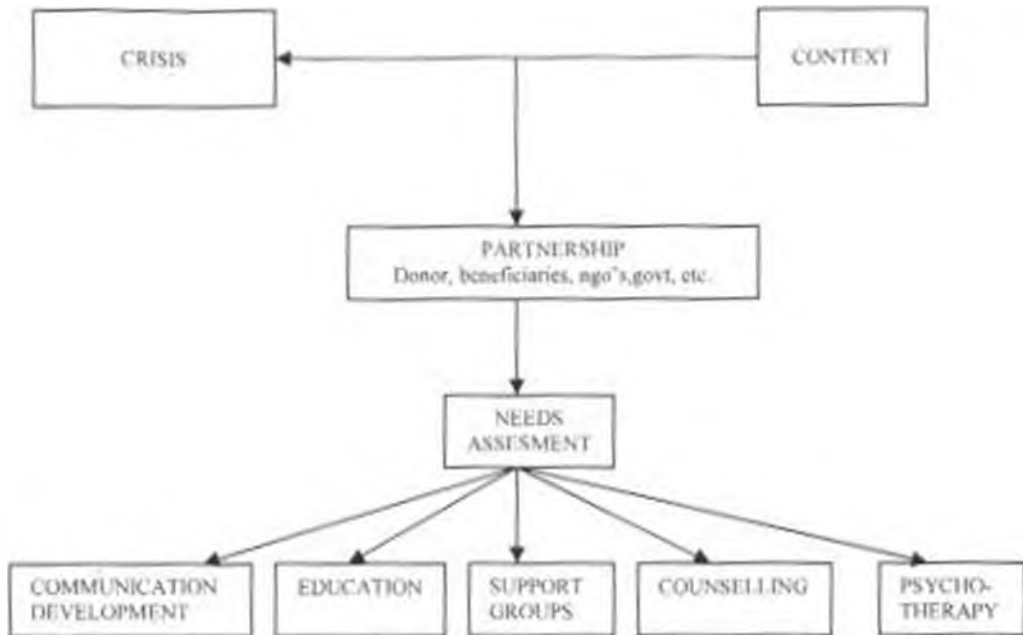 CRISIS
CONTEXT
PARTNERSHIP
Donor, beneficiaries, ngo's,govt, etc.
NEEDS
ASSESMENT
COMMUNICATION
DEVELOPMENT
EDUCATION
SUPPORT
GROUPS
COUNSELLING
PSYCHO-
THERAPY